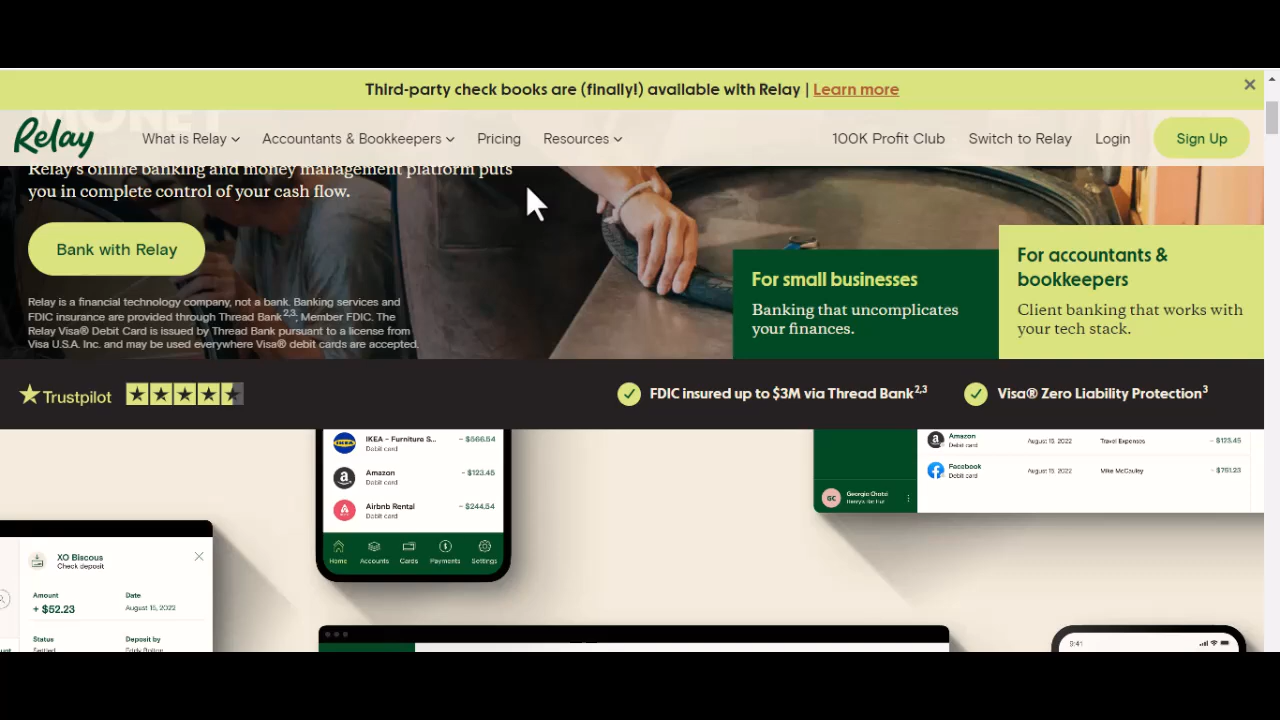 Third-party check books are (finally!) available with Relay | Learn more
MONEY
Relay
What is Relay
Accountants & Bookkeepers
Pricing
Resources
100K Profit Club
Switch to Relay
Login
Sign Up
Relay's online banking and money management platform puts
you in complete control of your cash flow.
Bank with Relay
Relay is a financial technology company, not a bank. Banking services and
FDIC insurance are provided through Thread Bank2,3, Member FDIC. The
Relay Visa® Debit Card is issued by Thread Bank pursuant to a license from
Visa U.S.A. Inc. and may be used everywhere Visa® debit cards are accepted.
For small businesses
Banking that uncomplicates
your finances.
For accountants &
bookkeepers
Client banking that works with
your tech stack.
Trustpilot
FDIC insured up to $3M via Thread Bank2,3
Visa® Zero Liability Protection3
IKEA - Furniture S... - $566.54
Debit card
Amazon - $123.45
Debit card
Airbnb Rental - $244.54
Debit card
Home
Accounts
Cards
Payments
Settings
Amazon August 15, 2022 Travel Expenses - $123.45
Debit card
Facebook August 15, 2022 Mike McCauley - $751.23
Debit card
GC
XO Biscous
Check deposit
Amount Date
+ $52.23 August 15, 2022
Status Deposit by
9:41